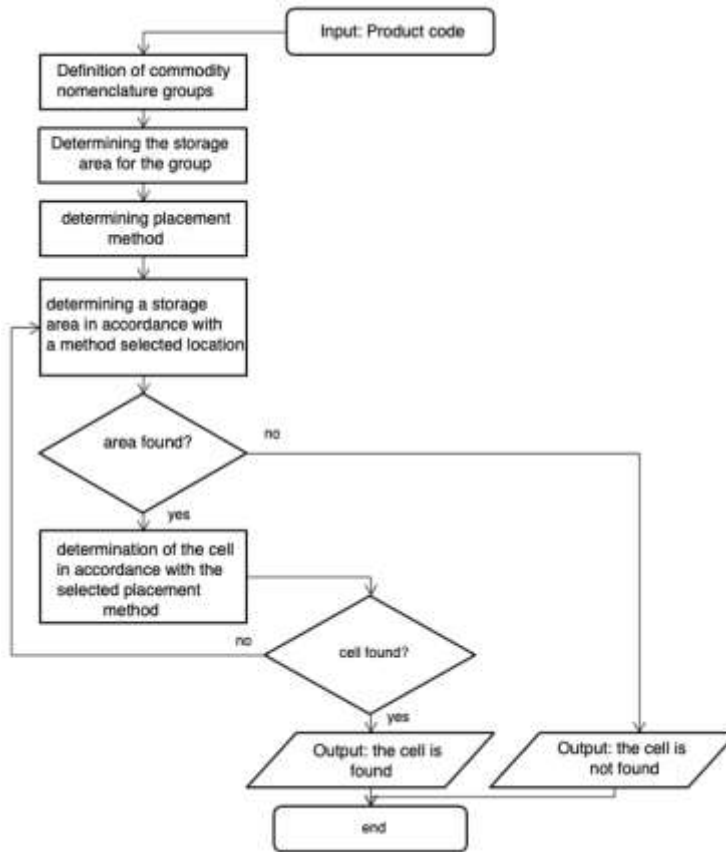 Input: Product code
Definition of commodity
nomenclature groups
Determining the storage
area for the group
determining placement
method
determining a storage
area in accordance with
a method selected location
area found?
no
yes
determination of the cell
in accordance with the
selected placement
method
no
cell found?
yes
Output: the cell is
found
Output: the cell is
not found
end